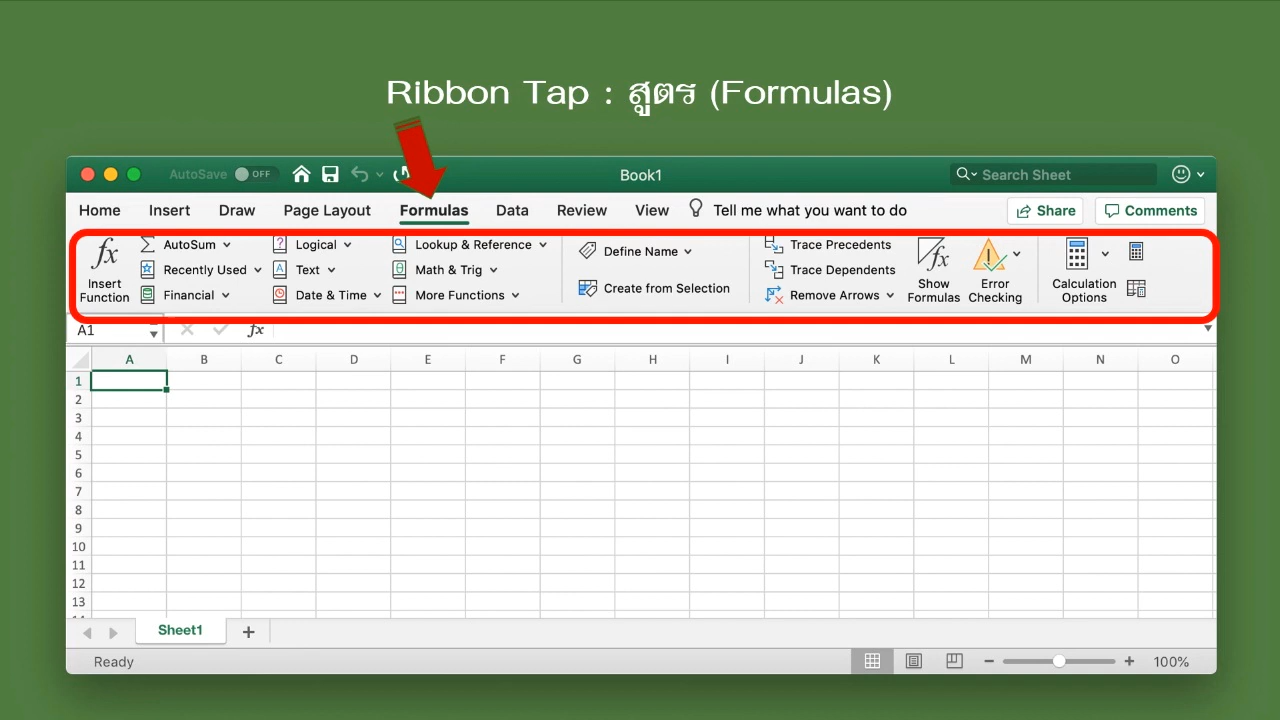 Ribbon Tap : สูตร (Formulas)
AutoSave OFF Book1 Search Sheet
Home Insert Draw Page Layout Formulas Data Review View Tell me what you want to do Share Comments
AutoSum Logical Lookup & Reference Define Name Trace Precedents
Recently Used Text Math & Trig Trace Dependents
Financial Date & Time More Functions Create from Selection Remove Arrows
Insert Function Show Formulas Error Checking Calculation Options
A1 fx
A B C D E F G H I J K L M N O
1
2
3
4
5
6
7
8
9
10
11
12
13
14
Sheet1 +
Ready 100%